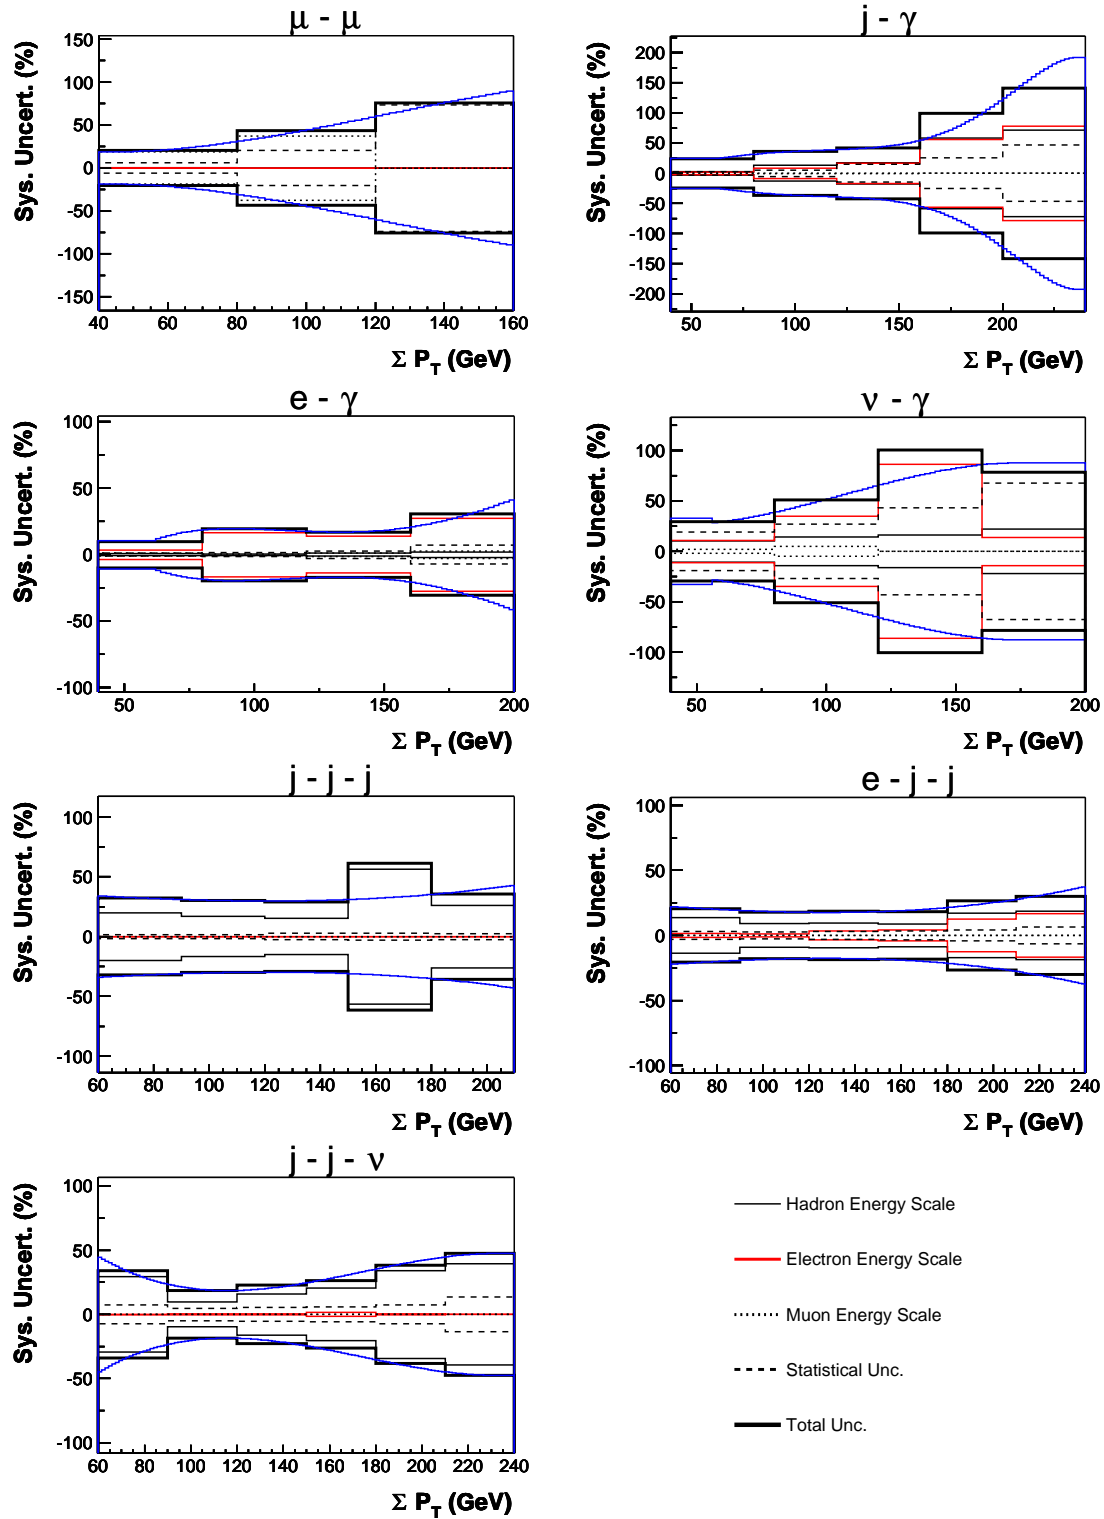 μ - μ
Sys. Uncert. (%)
150
100
50
0
-50
-100
-150
40 60 80 100 120 140 160
Σ P_T (GeV)
j - γ
Sys. Uncert. (%)
200
150
100
50
0
-50
-100
-150
-200
50 100 150 200
Σ P_T (GeV)
e - γ
Sys. Uncert. (%)
100
50
0
-50
-100
50 100 150 200
Σ P_T (GeV)
ν - γ
Sys. Uncert. (%)
100
50
0
-50
-100
50 100 150 200
Σ P_T (GeV)
j - j - j
Sys. Uncert. (%)
100
50
0
-50
-100
60 80 100 120 140 160 180 200
Σ P_T (GeV)
e - j - j
Sys. Uncert. (%)
100
50
0
-50
-100
60 80 100 120 140 160 180 200 220 240
Σ P_T (GeV)
j - j - ν
Sys. Uncert. (%)
100
50
0
-50
-100
60 80 100 120 140 160 180 200 220 240
Σ P_T (GeV)
Hadron Energy Scale
Electron Energy Scale
Muon Energy Scale
Statistical Unc.
Total Unc.